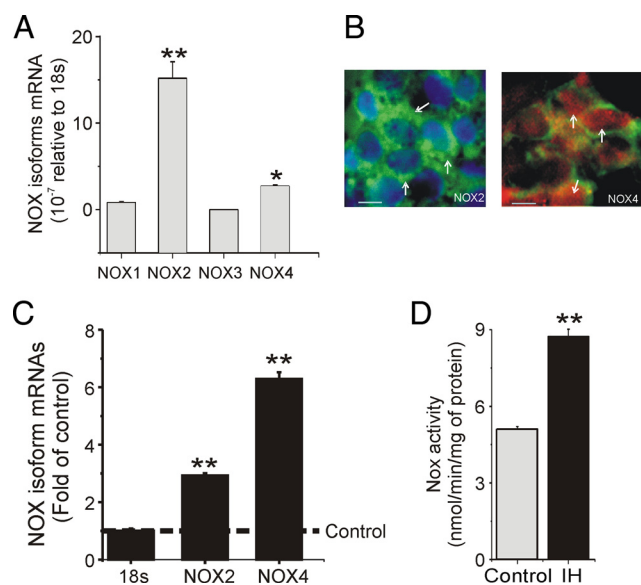 A
NOX isoforms mRNA
(10⁻⁷ relative to 18s)
20
10
0
**
*
NOX1 NOX2 NOX3 NOX4
B
NOX2
NOX4
C
NOX isoform mRNAs
(Fold of control)
8
6
4
2
0
**
**
Control
18s NOX2 NOX4
D
Nox activity
(nmol/min/mg of protein)
9
6
3
0
**
Control IH